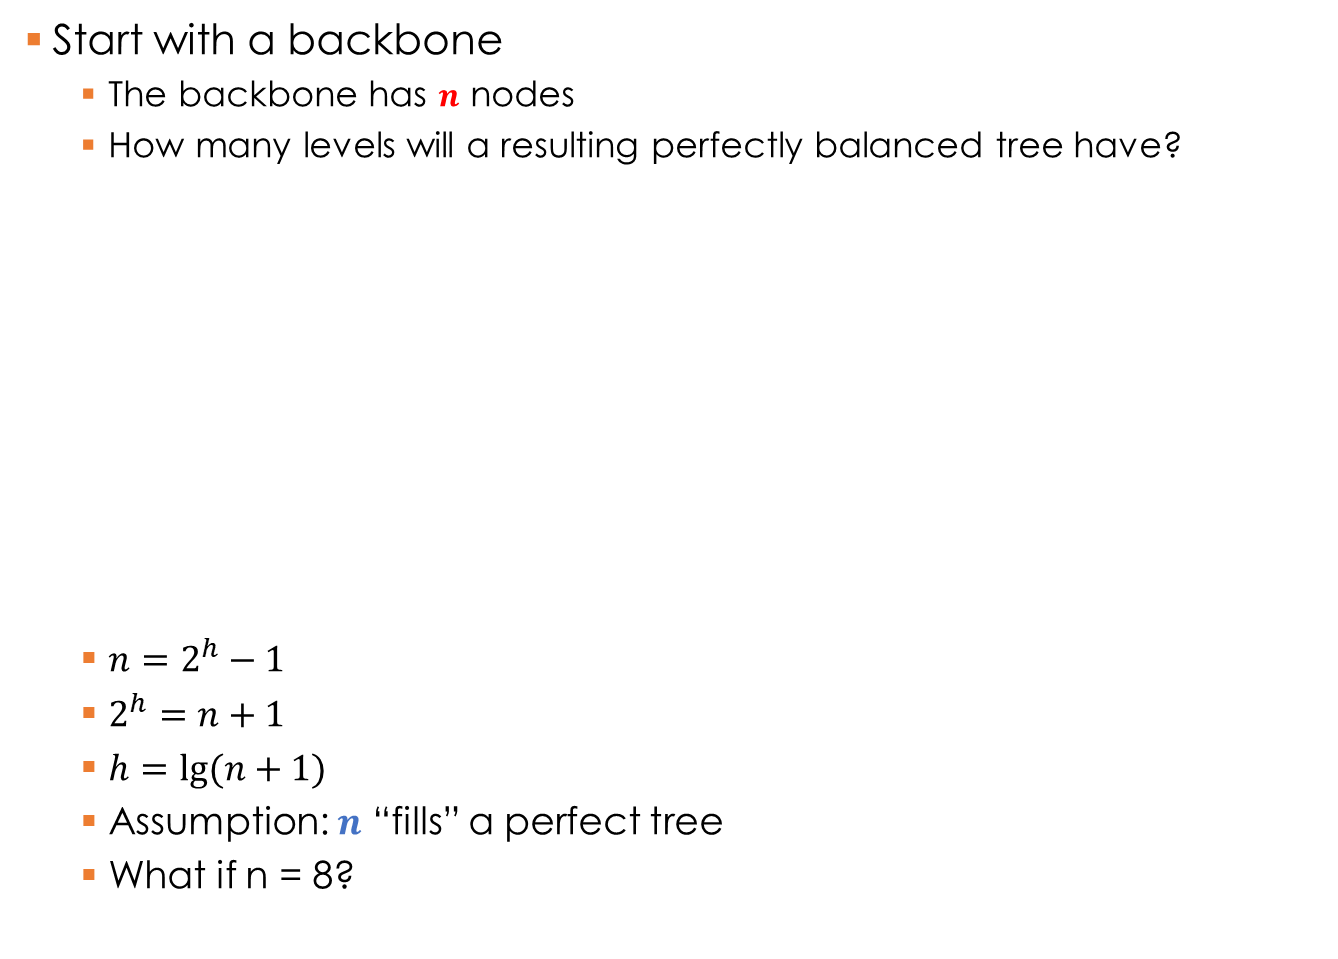 ▪ Start with a backbone
▪ The backbone has n nodes
▪ How many levels will a resulting perfectly balanced tree have?
▪ n = 2^h − 1
▪ 2^h = n + 1
▪ h = lg(n + 1)
▪ Assumption: n “fills” a perfect tree
▪ What if n = 8?